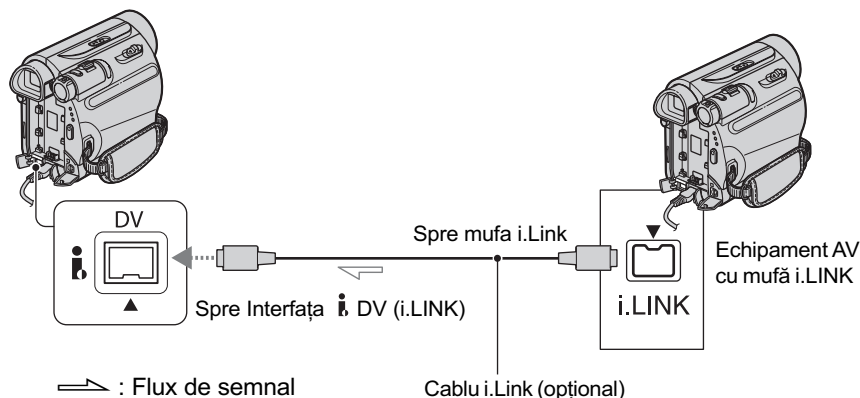 DV
Spre mufa i.Link
Echipament AV
cu mufă i.LINK
Spre Interfața i DV (i.LINK)
i.LINK
: Flux de semnal
Cablu i.Link (opțional)